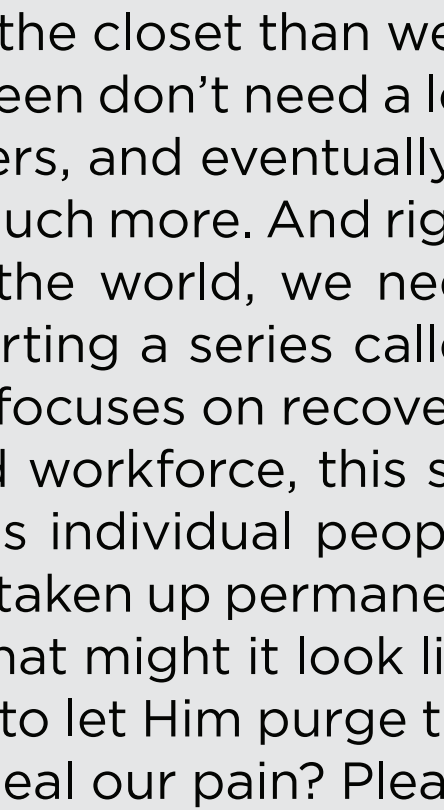 the closet than we
een don’t need a l
ers, and eventually
uch more. And rig
the world, we ne
rting a series call
focuses on recove
d workforce, this s
s individual peop
taken up permane
hat might it look li
to let Him purge t
eal our pain? Plea